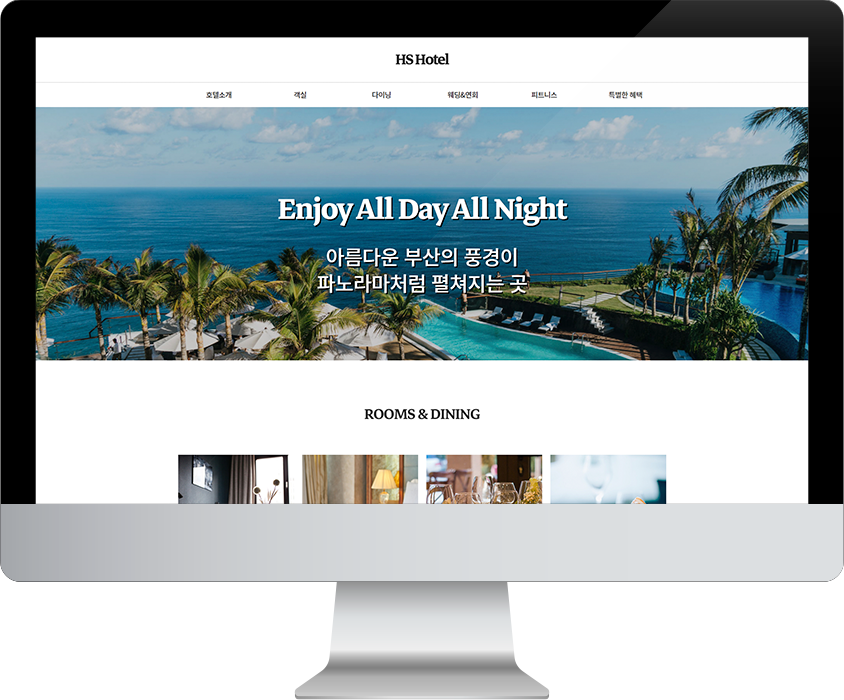 HS Hotel
호텔소개 객실 다이닝 웨딩&연회 피트니스 특별한 혜택
Enjoy All Day All Night
아름다운 부산의 풍경이
파노라마처럼 펼쳐지는 곳
ROOMS & DINING